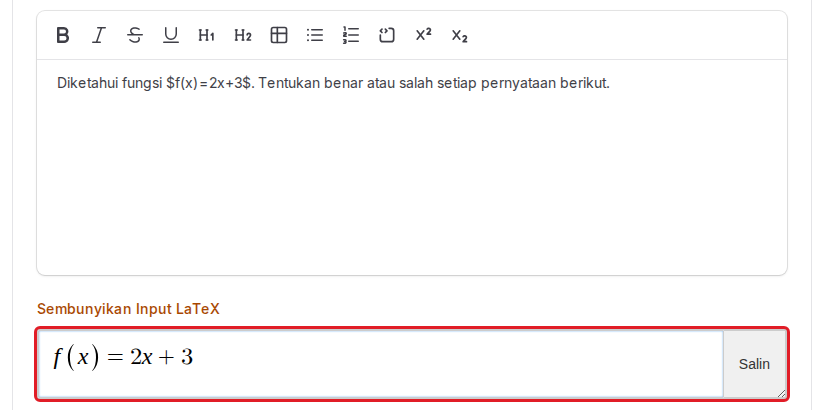 B I S U H1 H2 X² X₂
Diketahui fungsi $f(x)=2x+3$. Tentukan benar atau salah setiap pernyataan berikut.
Sembunyikan Input LaTeX
f(x) = 2x + 3
Salin